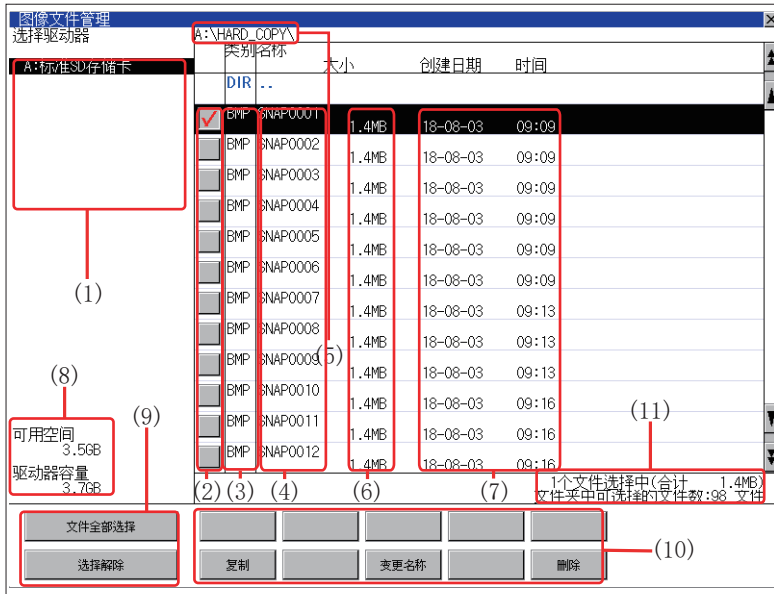 图像文件管理
选择驱动器
A:\HARD_COPY\
类别 名称 大小 创建日期 时间
A:标准SD存储卡
DIR ..
BMP SNAP0001 1.4MB 18-08-03 09:09
BMP SNAP0002 1.4MB 18-08-03 09:09
BMP SNAP0003 1.4MB 18-08-03 09:09
BMP SNAP0004 1.4MB 18-08-03 09:09
BMP SNAP0005 1.4MB 18-08-03 09:09
BMP SNAP0006 1.4MB 18-08-03 09:09
BMP SNAP0007 1.4MB 18-08-03 09:13
BMP SNAP0008 1.4MB 18-08-03 09:13
BMP SNAP0009 1.4MB 18-08-03 09:13
BMP SNAP0010 1.4MB 18-08-03 09:16
BMP SNAP0011 1.4MB 18-08-03 09:16
BMP SNAP0012 1.4MB 18-08-03 09:16
(1)
(5)
(8)
(9)
(11)
可用空间
3.5GB
驱动器容量
3.7GB
(2) (3) (4) (6) (7)
1个文件选择中(合计 1.4MB)
文件夹中可选择的文件数:98 文件
文件全部选择
选择解除
复制 变更名称 删除
(10)